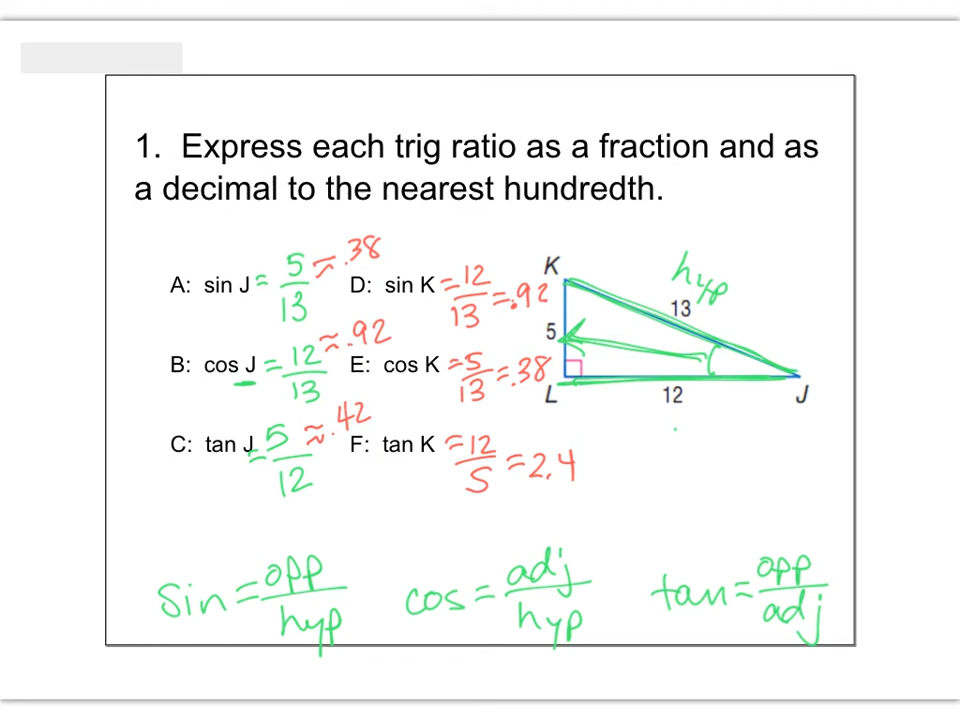 1. Express each trig ratio as a fraction and as
a decimal to the nearest hundredth.
A: sin J = 5/13 ≈ .38
D: sin K = 12/13 = .92
B: cos J = 12/13 ≈ .92
E: cos K = 5/13 = .38
C: tan J = 5/12 ≈ .42
F: tan K = 12/5 = 2.4
K
hyp
13
5
L
12
J
sin = opp/hyp
cos = adj/hyp
tan = opp/adj